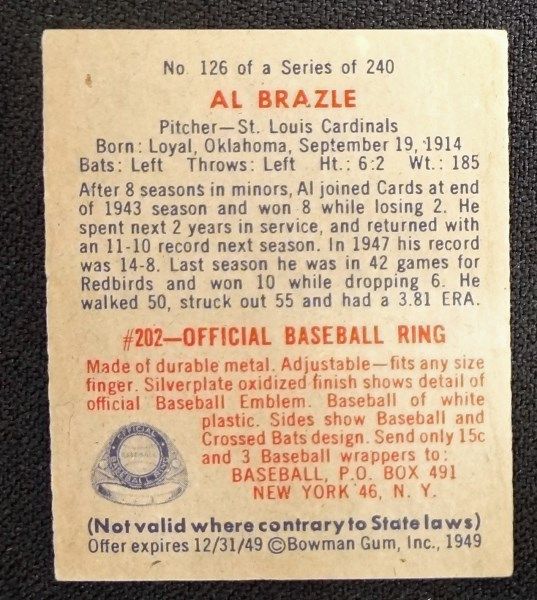 No. 126 of a Series of 240
AL BRAZLE
Pitcher—St. Louis Cardinals
Born: Loyal, Oklahoma, September 19, 1914
Bats: Left Throws: Left Ht.: 6:2 Wt.: 185
After 8 seasons in minors, Al joined Cards at end
of 1943 season and won 8 while losing 2. He
spent next 2 years in service, and returned with
an 11-10 record next season. In 1947 his record
was 14-8. Last season he was in 42 games for
Redbirds and won 10 while dropping 6. He
walked 50, struck out 55 and had a 3.81 ERA.
#202—OFFICIAL BASEBALL RING
Made of durable metal. Adjustable—fits any size
finger. Silverplate oxidized finish shows detail of
official Baseball Emblem. Baseball of white
plastic. Sides show Baseball and
Crossed Bats design. Send only 15c
and 3 Baseball wrappers to:
BASEBALL, P.O. BOX 491
NEW YORK 46, N. Y.
OFFICIAL
BASEBALL
(Not valid where contrary to State laws)
Offer expires 12/31/49 ©Bowman Gum, Inc., 1949